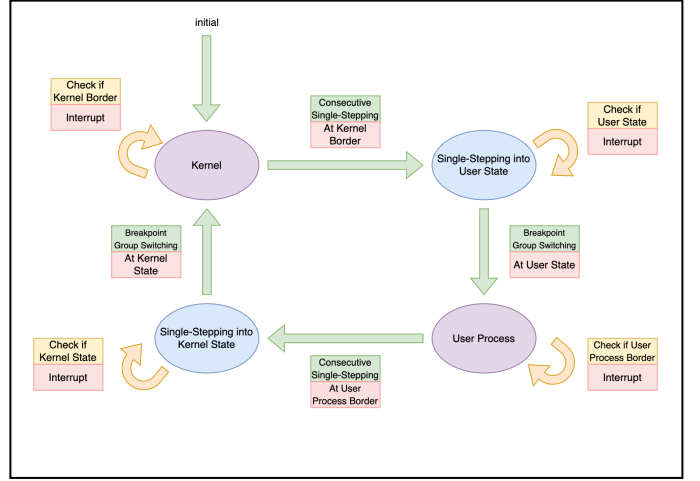 initial
Check if
Kernel Border
Interrupt
Consecutive
Single-Stepping
At Kernel
Border
Check if
User State
Interrupt
Kernel
Single-Stepping into
User State
Breakpoint
Group Switching
At Kernel
State
Breakpoint
Group Switching
At User State
Single-Stepping into
Kernel State
User Process
Check if
Kernel State
Interrupt
Consecutive
Single-Stepping
At User
Process Border
Check if User
Process Border
Interrupt